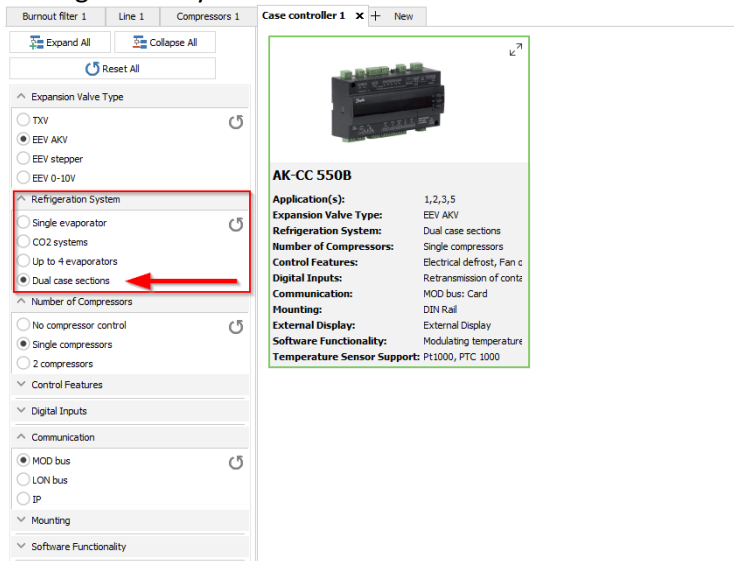 Burnout filter 1 Line 1 Compressors 1 Case controller 1 x + New
Expand All Collapse All
Reset All
Expansion Valve Type
TXV
EEV AKV
EEV stepper
EEV 0-10V
Refrigeration System
Single evaporator
CO2 systems
Up to 4 evaporators
Dual case sections
Number of Compressors
No compressor control
Single compressors
2 compressors
Control Features
Digital Inputs
Communication
MOD bus
LON bus
IP
Mounting
Software Functionality
AK-CC 550B
Application(s): 1,2,3,5
Expansion Valve Type: EEV AKV
Refrigeration System: Dual case sections
Number of Compressors: Single compressors
Control Features: Electrical defrost, Fan c
Digital Inputs: Retransmission of conta
Communication: MOD bus: Card
Mounting: DIN Rail
External Display: External Display
Software Functionality: Modulating temperature
Temperature Sensor Support: Pt1000, PTC 1000